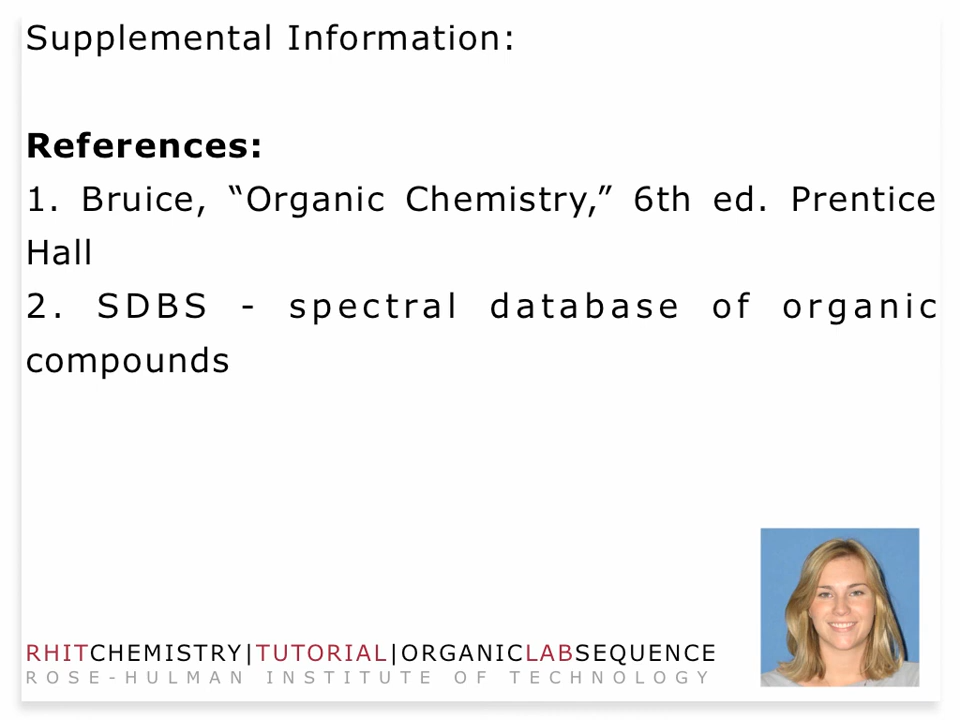 Supplemental Information:
References:
1. Bruice, “Organic Chemistry,” 6th ed. Prentice
Hall
2. SDBS - spectral database of organic
compounds
RHITCHEMISTRY|TUTORIAL|ORGANICLABSEQUENCE
ROSE-HULMAN INSTITUTE OF TECHNOLOGY